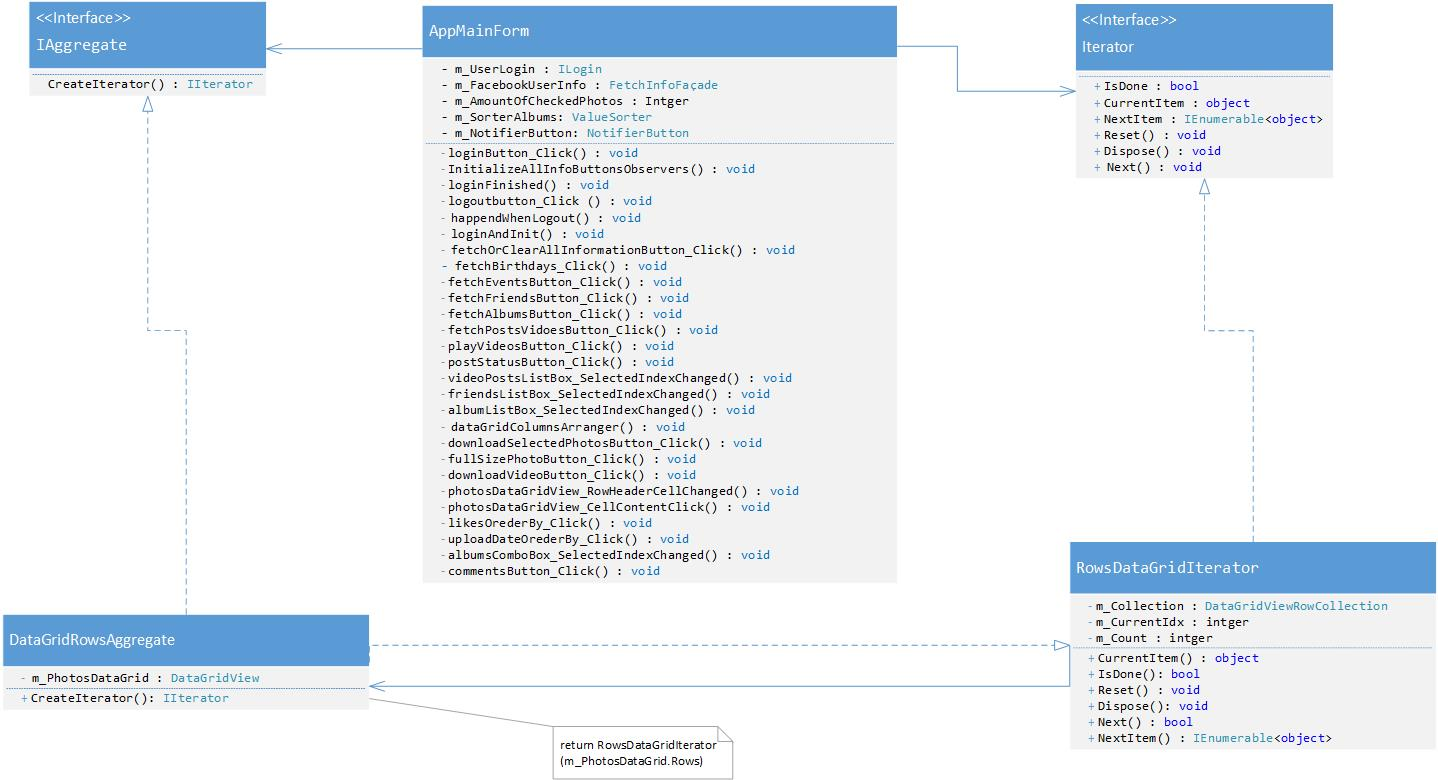 <<Interface>>
IAggregate
CreateIterator() : IIterator
AppMainForm
- m_UserLogin : ILogin
- m_FacebookUserInfo : FetchInfoFaçade
- m_AmountOfCheckedPhotos : Intger
- m_SorterAlbums: ValueSorter
- m_NotifierButton: NotifierButton
- loginButton_Click() : void
- InitializeAllInfoButtonsObservers() : void
- loginFinished() : void
- logoutbutton_Click () : void
- happendWhenLogout() : void
- loginAndInit() : void
- fetchOrClearAllInformationButton_Click() : void
- fetchBirthdays_Click() : void
- fetchEventsButton_Click() : void
- fetchFriendsButton_Click() : void
- fetchAlbumsButton_Click() : void
- fetchPostsVidoesButton_Click() : void
- playVideosButton_Click() : void
- postStatusButton_Click() : void
- videoPostsListBox_SelectedIndexChanged() : void
- friendsListBox_SelectedIndexChanged() : void
- albumListBox_SelectedIndexChanged() : void
- dataGridColumnsArranger() : void
- downloadSelectedPhotosButton_Click() : void
- fullSizePhotoButton_Click() : void
- downloadVideoButton_Click() : void
- photosDataGridView_RowHeaderCellChanged() : void
- photosDataGridView_CellContentClick() : void
- likesOrederBy_Click() : void
- uploadDateOrederBy_Click() : void
- albumsComboBox_SelectedIndexChanged() : void
- commentsButton_Click() : void
<<Interface>>
Iterator
+ IsDone : bool
+ CurrentItem : object
+ NextItem : IEnumerable<object>
+ Reset() : void
+ Dispose() : void
+ Next() : void
DataGridRowsAggregate
- m_PhotosDataGrid : DataGridView
+ CreateIterator(): IIterator
return RowsDataGridIterator
(m_PhotosDataGrid.Rows)
RowsDataGridIterator
- m_Collection : DataGridViewRowCollection
- m_CurrentIdx : intger
- m_Count : intger
+ CurrentItem() : object
+ IsDone(): bool
+ Reset() : void
+ Dispose(): void
+ Next() : bool
+ NextItem() : IEnumerable<object>